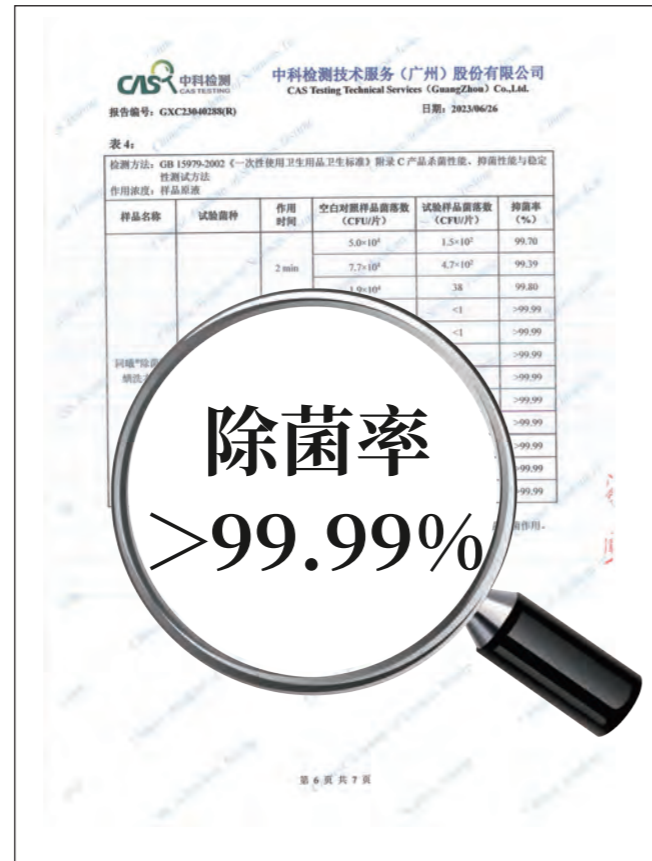 CAS 中科检测
CAS TESTING
中科检测技术服务（广州）股份有限公司
CAS Testing Technical Services（GuangZhou）Co.,Ltd.
报告编号：GXC23040288(R)
日期：2023/06/26
表 4：
检测方法：GB 15979-2002《一次性使用卫生用品卫生标准》附录 C 产品杀菌性能、抑菌性能与稳定
性测试方法
作用浓度：样品原液
样品名称 试验菌种 作用时间 空白对照样品菌落数（CFU/片） 试验样品菌落数（CFU/片） 抑菌率（%）
5.0×10⁴ 1.5×10² 99.70
2 min 7.7×10⁴ 4.7×10² 99.39
1.9×10⁴ 38 99.80
<1 >99.99
<1 >99.99
>99.99
>99.99
>99.99
>99.99
>99.99
>99.99
>99.99
除菌率
>99.99%
菌作用。
第 6 页 共 7 页